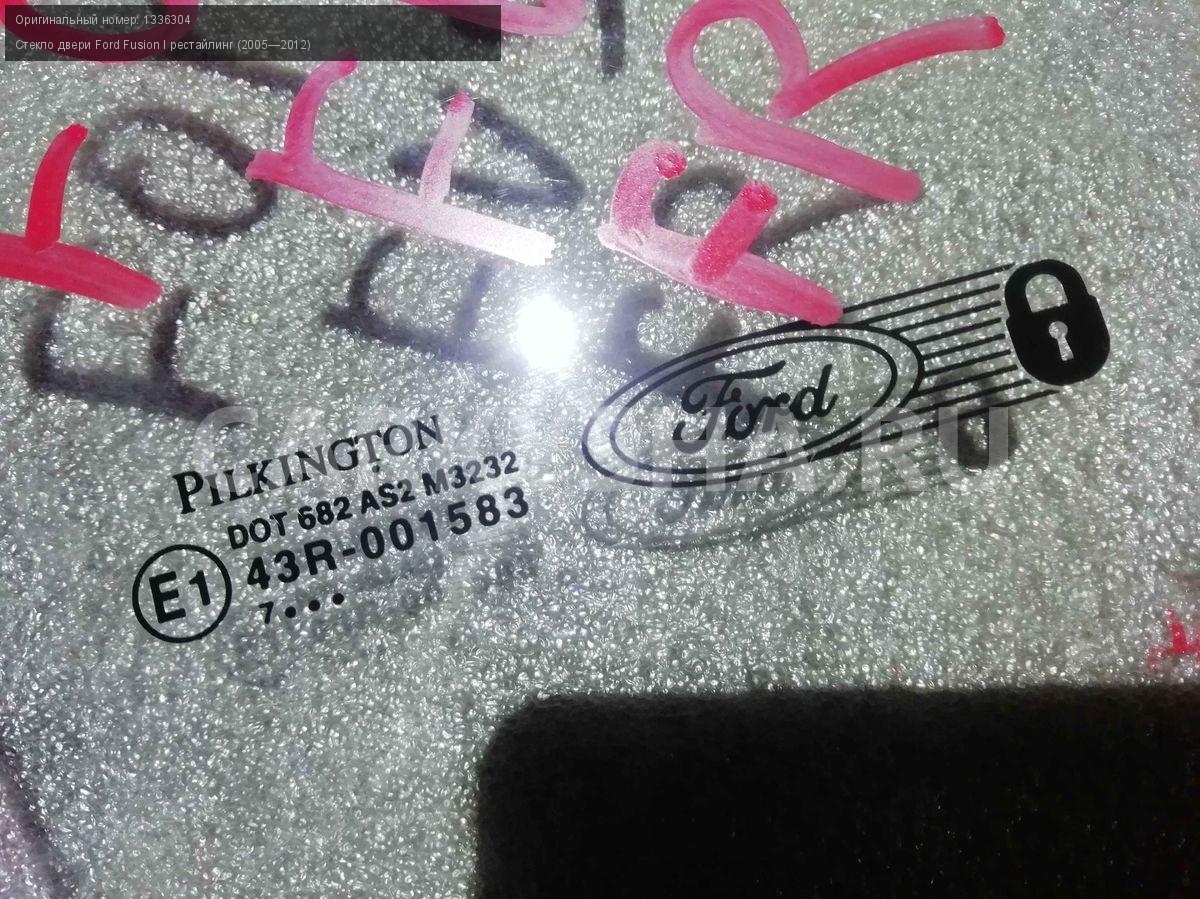 Оригинальный номер: 1336304
Стекло двери Ford Fusion I рестайлинг (2005—2012)
Ford
PILKINGTON
DOT 682 AS2 M3232
E1 43R-001583
7•••